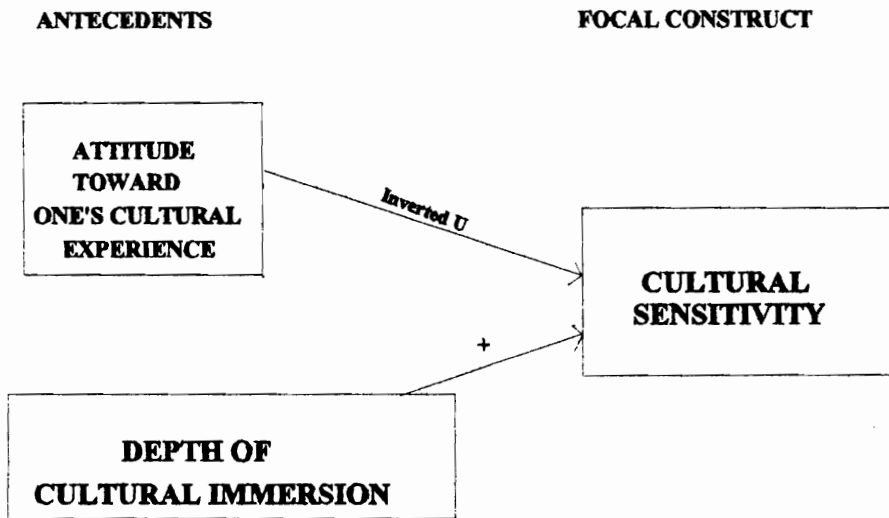 ANTECEDENTS
FOCAL CONSTRUCT
ATTITUDE
TOWARD
ONE'S CULTURAL
EXPERIENCE
Inverted U
CULTURAL
SENSITIVITY
+
DEPTH OF
CULTURAL IMMERSION